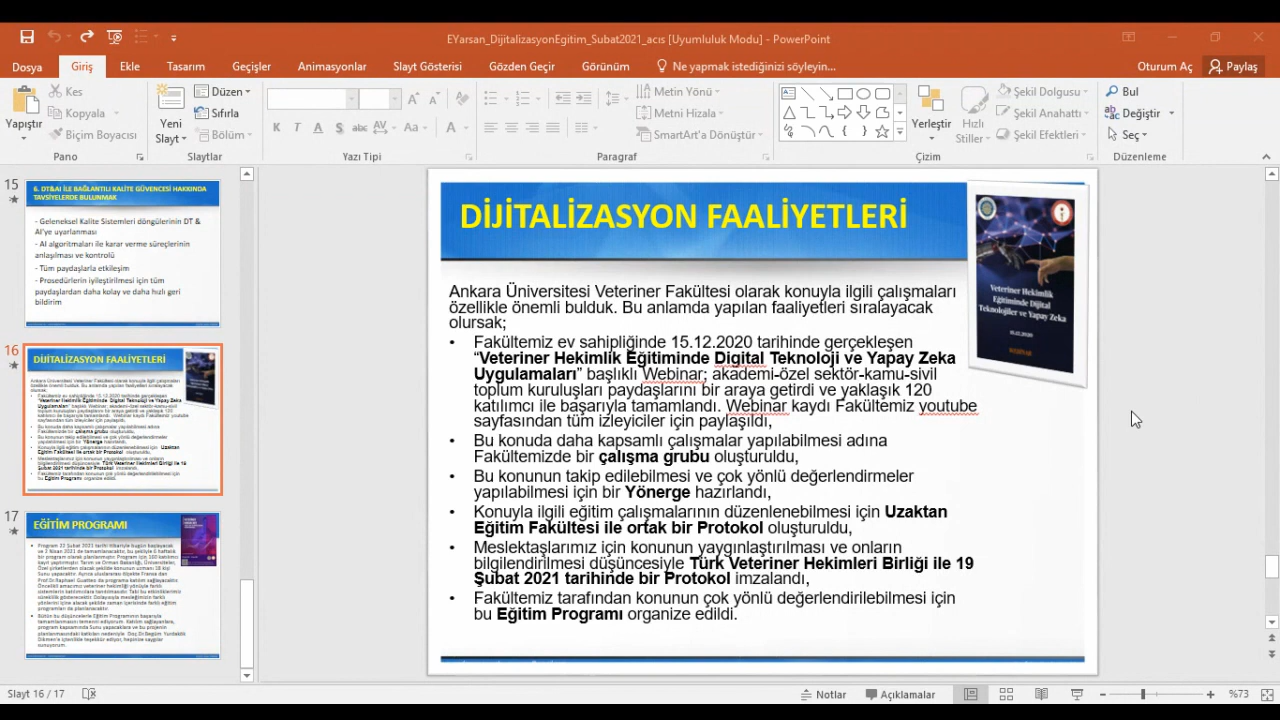 EYarsan_DijitalizasyonEgitim_Subat2021_acıs [Uyumluluk Modu] - PowerPoint
Dosya Giriş Ekle Tasarım Geçişler Animasyonlar Slayt Gösterisi Gözden Geçir Görünüm Ne yapmak istediğinizi söyleyin... Oturum Aç Paylaş
Yapıştır
Kes
Kopyala
Biçim Boyacısı
Pano
Yeni Slayt
Düzen
Sıfırla
Bölüm
Slaytlar
K T A S abc AV Aa A
Yazı Tipi
Metin Yönü
Metni Hizala
SmartArt'a Dönüştür
Paragraf
Yerleştir
Hızlı Stiller
Şekil Dolgusu
Şekil Anahattı
Şekil Efektleri
Çizim
Bul
Değiştir
Seç
Düzenleme
15
6. DT&AI İLE BAĞLANTILI KALİTE GÜVENCESİ HAKKINDA
TAVSİYELERDE BULUNMAK
- Geleneksel Kalite Sistemleri döngülerinin DT &
AI'ye uyarlanması
- AI algoritmaları ile karar verme süreçlerinin
anlaşılması ve kontrolü
- Tüm paydaşlarla etkileşim
- Prosedürlerin iyileştirilmesi için tüm
paydaşlardan daha kolay ve daha hızlı geri
bildirim
16
DİJİTALİZASYON FAALİYETLERİ
17
EĞİTİM PROGRAMI
DİJİTALİZASYON FAALİYETLERİ
Veteriner Hekimlik
Eğitiminde Dijital
Teknolojiler ve Yapay Zeka
15.12.2020
WEBINAR
Ankara Üniversitesi Veteriner Fakültesi olarak konuyla ilgili çalışmaları
özellikle önemli bulduk. Bu anlamda yapılan faaliyetleri sıralayacak
olursak;
• Fakültemiz ev sahipliğinde 15.12.2020 tarihinde gerçekleşen
“Veteriner Hekimlik Eğitiminde Digital Teknoloji ve Yapay Zeka
Uygulamaları” başlıklı Webinar; akademi-özel sektör-kamu-sivil
toplum kuruluşları paydaşlarını bir araya getirdi ve yaklaşık 120
katılımcı ile başarıyla tamamlandı. Webinar kaydı Fakültemiz youtube
sayfasından tüm izleyiciler için paylaşıldı,
• Bu konuda daha kapsamlı çalışmalar yapılabilmesi adına
Fakültemizde bir çalışma grubu oluşturuldu,
• Bu konunun takip edilebilmesi ve çok yönlü değerlendirmeler
yapılabilmesi için bir Yönerge hazırlandı,
• Konuyla ilgili eğitim çalışmalarının düzenlenebilmesi için Uzaktan
Eğitim Fakültesi ile ortak bir Protokol oluşturuldu,
• Meslektaşlarımız için konunun yaygınlaştırılması ve onların
bilgilendirilmesi düşüncesiyle Türk Veteriner Hekimleri Birliği ile 19
Şubat 2021 tarihinde bir Protokol imzalandı,
• Fakültemiz tarafından konunun çok yönlü değerlendirilebilmesi için
bu Eğitim Programı organize edildi.
Slayt 16 / 17 Notlar Açıklamalar %73